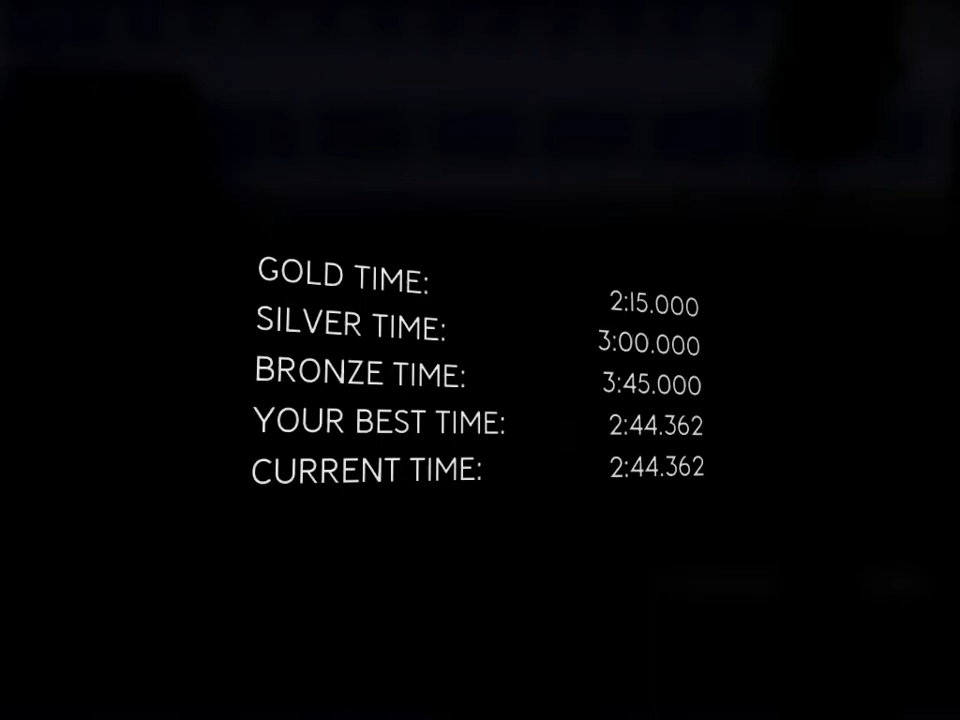 GOLD TIME: 2:15.000
SILVER TIME: 3:00.000
BRONZE TIME: 3:45.000
YOUR BEST TIME: 2:44.362
CURRENT TIME: 2:44.362